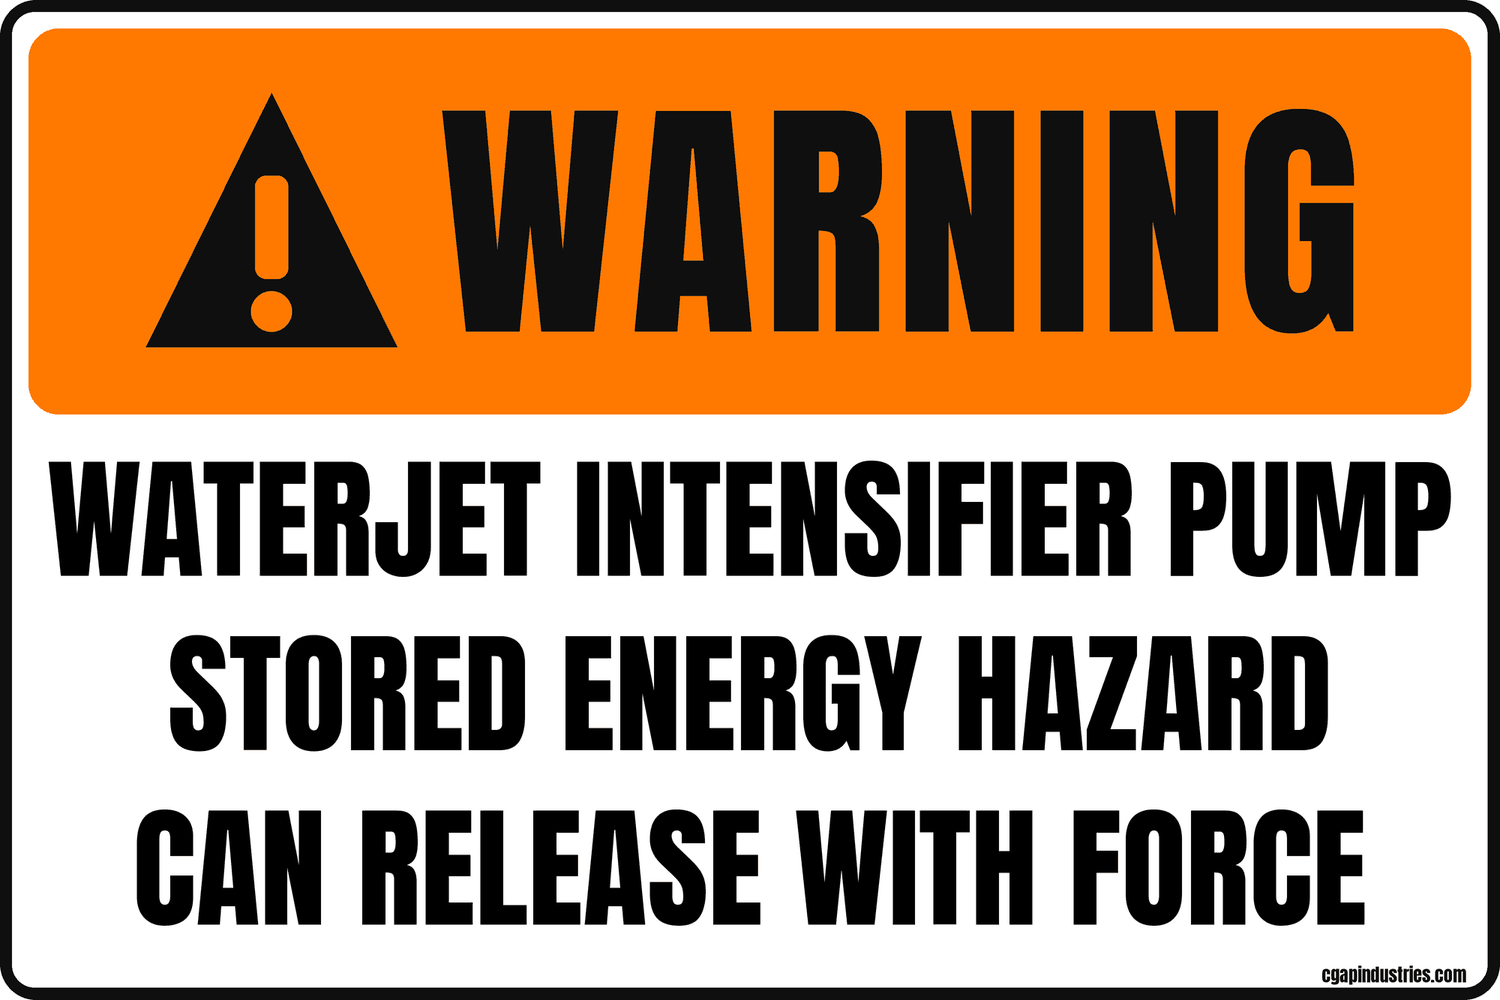 WARNING
WATERJET INTENSIFIER PUMP
STORED ENERGY HAZARD
CAN RELEASE WITH FORCE
cgapindustries.com